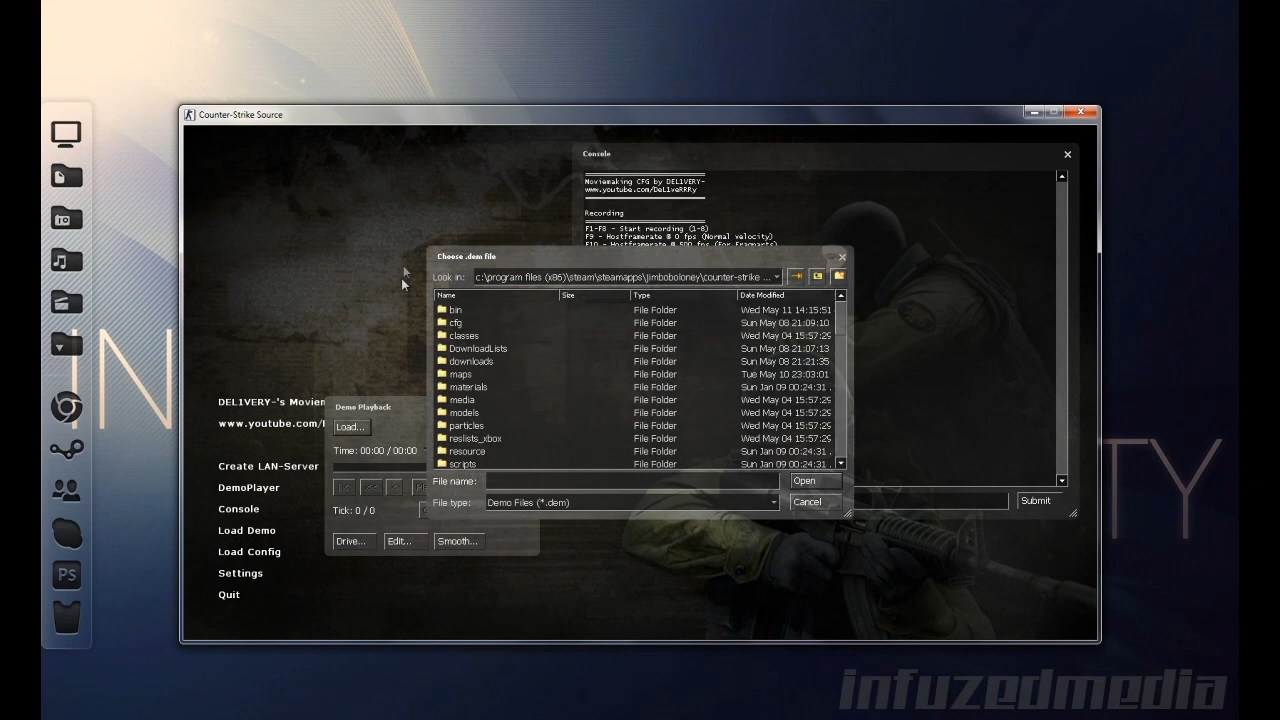 Counter-Strike Source
Console
Moviemaking CFG by DEL1VERY-
www.youtube.com/DeL1veRRRy
Recording
F1-F8 - Start recording (1-8)
F9 - Hostframerate @ 0 fps (Normal velocity)
F10 - Hostframerate @ 500 fps (For Fragmarts)
Choose .dem file
Look in: c:\program files (x86)\steam\steamapps\jimboboloney\counter-strike ...
Name Size Type Date Modified
bin File Folder Wed May 11 14:15:51
cfg File Folder Sun May 08 21:09:10
classes File Folder Wed May 04 15:57:29
DownloadLists File Folder Sun May 08 21:07:13
downloads File Folder Sun May 08 21:21:35
maps File Folder Tue May 10 23:03:01
materials File Folder Sun Jan 09 00:24:31
media File Folder Wed May 04 15:57:29
models File Folder Wed May 04 15:57:29
particles File Folder Wed May 04 15:57:29
reslists_xbox File Folder Wed May 04 15:57:29
resource File Folder Sun Jan 09 00:24:31
scripts File Folder Sun Jan 09 00:24:31
File name: Open
File type: Demo Files (*.dem) Cancel
Submit
DEL1VERY-'s Movien
www.youtube.com/
Create LAN-Server
DemoPlayer
Console
Load Demo
Load Config
Settings
Quit
Demo Playback
Load...
Time: 00:00 / 00:00
|< << <
Tick: 0 / 0
Drive... Edit... Smooth...
IN
TY
PS
infuzedmedia